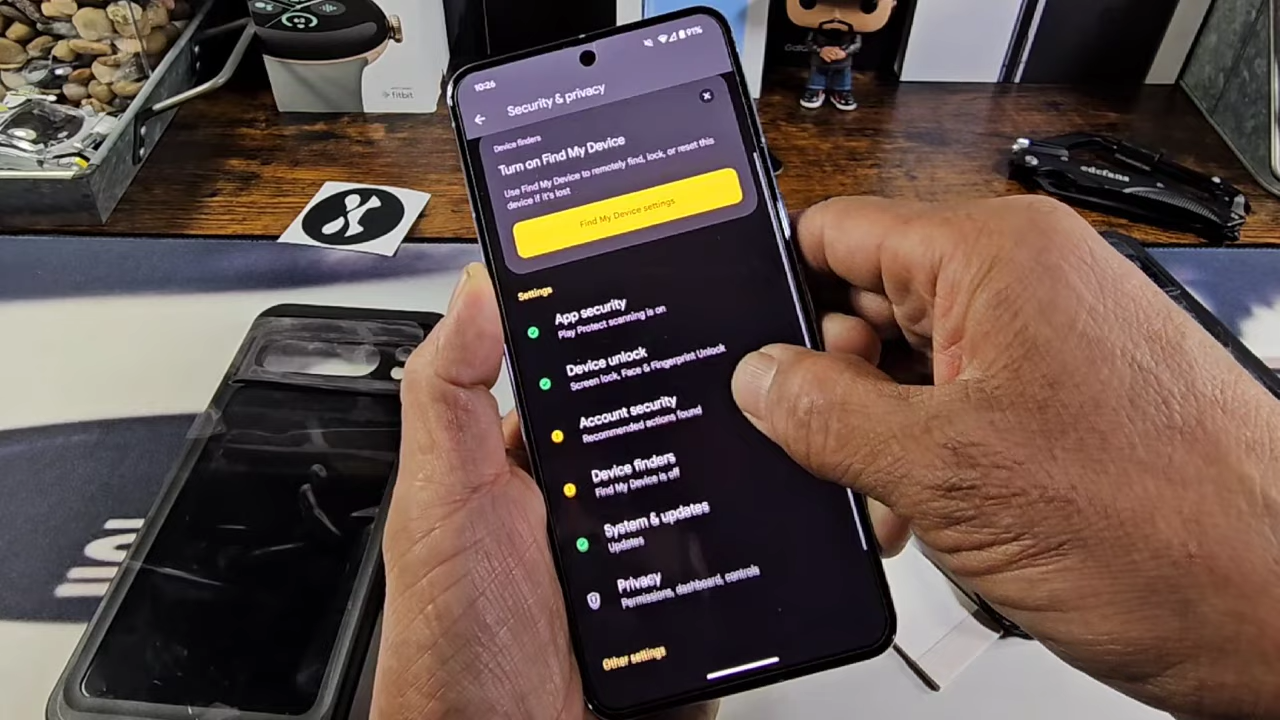 fitbit
Galaxy
edcfans
10:26
91%
Security & privacy
Device finders
Turn on Find My Device
Use Find My Device to remotely find, lock, or reset this
device if it's lost
Find My Device settings
Settings
App security
Play Protect scanning is on
Device unlock
Screen lock, Face & Fingerprint Unlock
Account security
Recommended actions found
Device finders
Find My Device is off
System & updates
Updates
Privacy
Permissions, dashboard, controls
Other settings